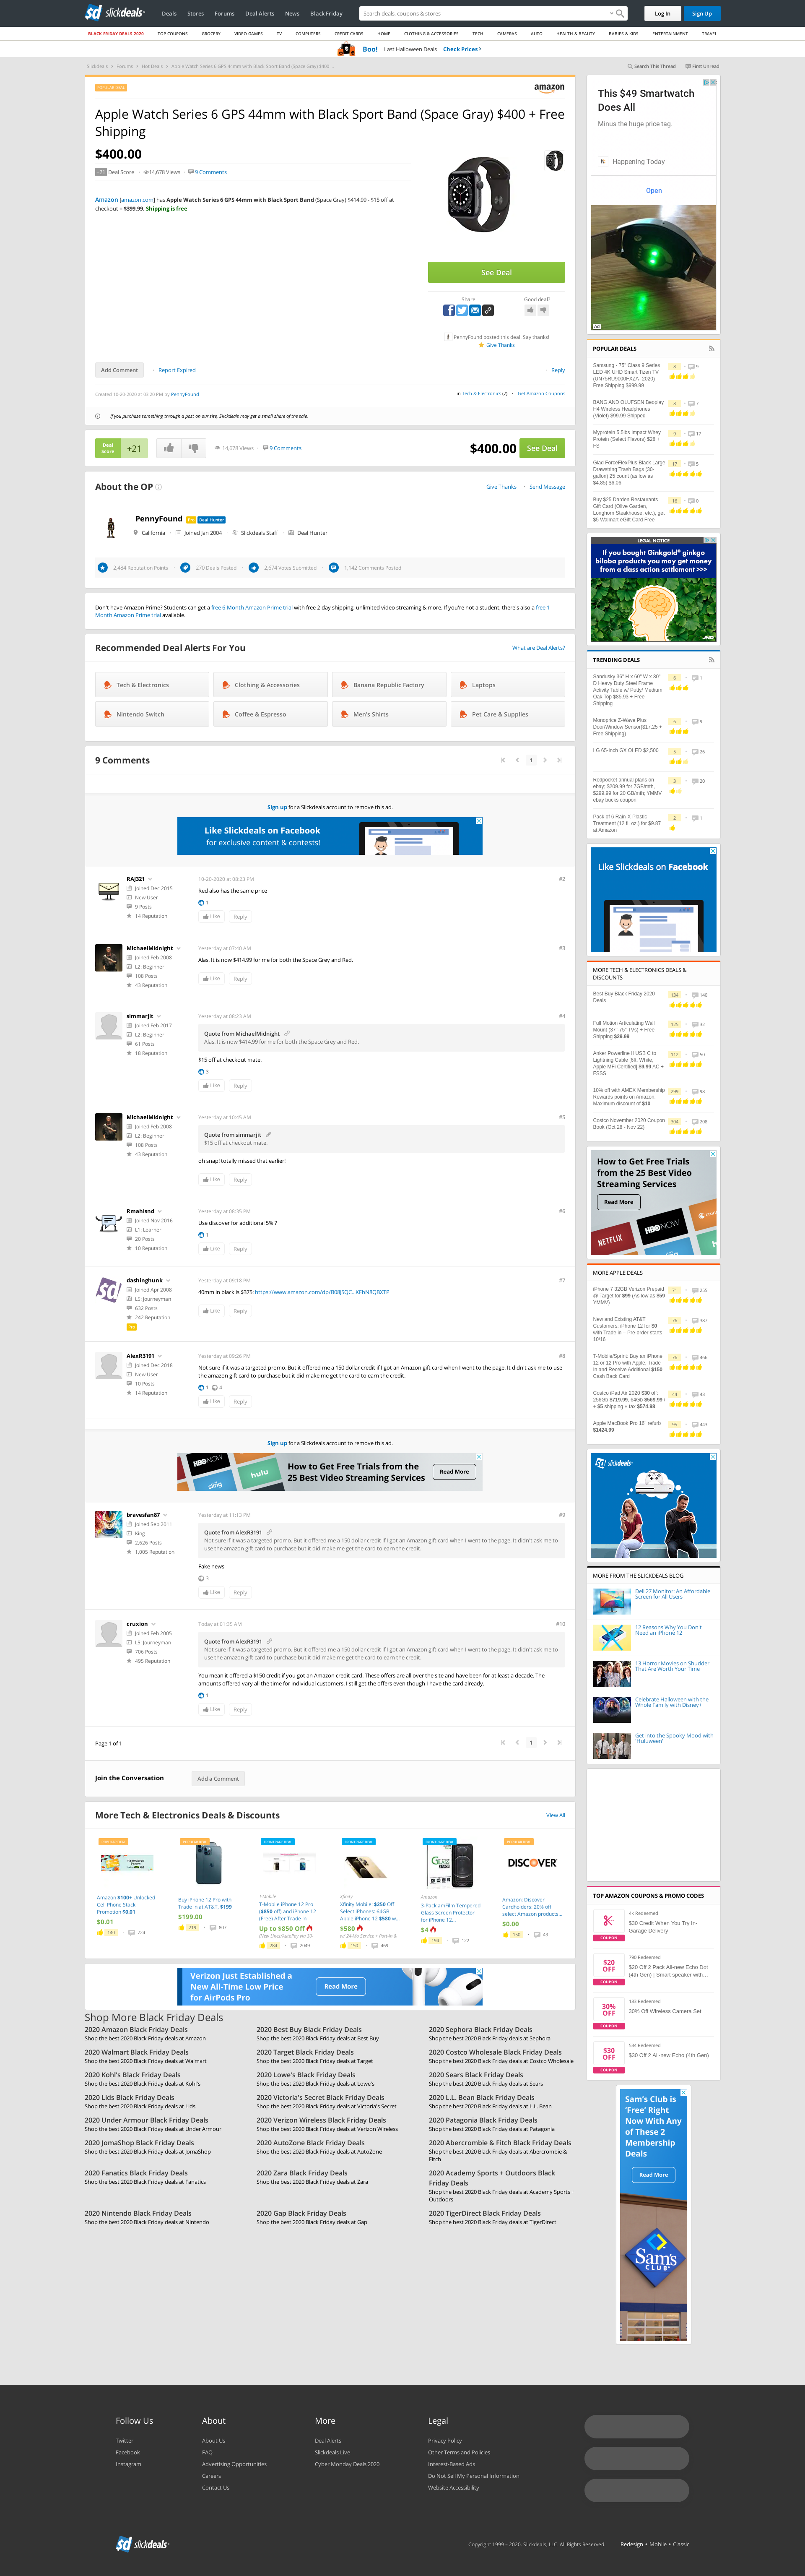 slickdeals
Deals Stores Forums Deal Alerts News Black Friday
Search deals, coupons & stores
Log In Sign Up
BLACK FRIDAY DEALS 2020 TOP COUPONS GROCERY VIDEO GAMES TV COMPUTERS CREDIT CARDS HOME CLOTHING & ACCESSORIES TECH CAMERAS AUTO HEALTH & BEAUTY BABIES & KIDS ENTERTAINMENT TRAVEL
Boo! Last Halloween Deals Check Prices
Slickdeals Forums Hot Deals Apple Watch Series 6 GPS 44mm with Black Sport Band (Space Gray) $400 ...
Search This Thread First Unread
POPULAR DEAL
amazon
Apple Watch Series 6 GPS 44mm with Black Sport Band (Space Gray) $400 + Free
Shipping
$400.00
+21 Deal Score 14,678 Views 9 Comments
Amazon [amazon.com] has Apple Watch Series 6 GPS 44mm with Black Sport Band (Space Gray) $414.99 - $15 off at
checkout = $399.99. Shipping is free
See Deal
Share Good deal?
PennyFound posted this deal. Say thanks!
Give Thanks
Add Comment Report Expired Reply
Created 10-20-2020 at 03:20 PM by PennyFound
in Tech & Electronics (7) Get Amazon Coupons
If you purchase something through a post on our site, Slickdeals may get a small share of the sale.
Deal
Score
+21
14,678 Views 9 Comments
$400.00 See Deal
About the OP
Give Thanks Send Message
PennyFound Pro Deal Hunter
California Joined Jan 2004 Slickdeals Staff Deal Hunter
2,484 Reputation Points 270 Deals Posted 2,674 Votes Submitted 1,142 Comments Posted
Don't have Amazon Prime? Students can get a free 6-Month Amazon Prime trial with free 2-day shipping, unlimited video streaming & more. If you're not a student, there's also a free 1-
Month Amazon Prime trial available.
Recommended Deal Alerts For You
What are Deal Alerts?
Tech & Electronics Clothing & Accessories Banana Republic Factory Laptops
Nintendo Switch Coffee & Espresso Men's Shirts Pet Care & Supplies
9 Comments
1
Sign up for a Slickdeals account to remove this ad.
Like Slickdeals on Facebook
for exclusive content & contests!
RAJ321
Joined Dec 2015
New User
9 Posts
14 Reputation
10-20-2020 at 08:23 PM
#2
Red also has the same price
1
Like Reply
MichaelMidnight
Joined Feb 2008
L2: Beginner
108 Posts
43 Reputation
Yesterday at 07:40 AM
#3
Alas. It is now $414.99 for me for both the Space Grey and Red.
Like Reply
simmarjit
Joined Feb 2017
L2: Beginner
61 Posts
18 Reputation
Yesterday at 08:23 AM
#4
Quote from MichaelMidnight
Alas. It is now $414.99 for me for both the Space Grey and Red.
$15 off at checkout mate.
3
Like Reply
MichaelMidnight
Joined Feb 2008
L2: Beginner
108 Posts
43 Reputation
Yesterday at 10:45 AM
#5
Quote from simmarjit
$15 off at checkout mate.
oh snap! totally missed that earlier!
Like Reply
Rmahisnd
Joined Nov 2016
L1: Learner
20 Posts
10 Reputation
Yesterday at 08:35 PM
#6
Use discover for additional 5% ?
1
Like Reply
dashinghunk
Joined Apr 2008
L5: Journeyman
632 Posts
242 Reputation
Pro
Yesterday at 09:18 PM
#7
Like Reply
AlexR3191
Joined Dec 2018
New User
10 Posts
14 Reputation
Yesterday at 09:26 PM
#8
Not sure if it was a targeted promo. But it offered me a 150 dollar credit if I got an Amazon gift card when I went to the page. It didn't ask me to use
the amazon gift card to purchase but it did make me get the card to earn the credit.
1 4
Like Reply
Sign up for a Slickdeals account to remove this ad.
HBO NOW sling hulu
How to Get Free Trials from the
25 Best Video Streaming Services
Read More
bravesfan87
Joined Sep 2011
King
2,626 Posts
1,005 Reputation
Yesterday at 11:13 PM
#9
Quote from AlexR3191
Not sure if it was a targeted promo. But it offered me a 150 dollar credit if I got an Amazon gift card when I went to the page. It didn't ask me to
use the amazon gift card to purchase but it did make me get the card to earn the credit.
Fake news
3
Like Reply
cruxion
Joined Feb 2005
L5: Journeyman
706 Posts
495 Reputation
Today at 01:35 AM
#10
Quote from AlexR3191
Not sure if it was a targeted promo. But it offered me a 150 dollar credit if I got an Amazon gift card when I went to the page. It didn't ask me to
use the amazon gift card to purchase but it did make me get the card to earn the credit.
You mean it offered a $150 credit if you got an Amazon credit card. These offers are all over the site and have been for at least a decade. The
amounts offered vary all the time for individual customers. I still get the offers even though I have the card already.
1
Like Reply
Page 1 of 1
1
Join the Conversation Add a Comment
More Tech & Electronics Deals & Discounts
View All
Amazon $100+ Unlocked
Cell Phone Stack
Promotion $0.01
$0.01
Buy iPhone 12 Pro with
Trade in at AT&T, $199
$199.00
T-Mobile
T-Mobile iPhone 12 Pro
($850 off) and iPhone 12
(Free) After Trade In
Up to $850 Off
Xfinity
Xfinity Mobile: $250 Off
Select iPhones: 64GB
Apple iPhone 12 $580 w...
$580
Amazon
3-Pack amFilm Tempered
Glass Screen Protector
for iPhone 12...
$4
DISCOVER
Amazon: Discover
Cardholders: 20% off
select Amazon products...
$0.00
Verizon Just Established a
New All-Time Low Price
for AirPods Pro
Read More
Shop More Black Friday Deals
2020 Amazon Black Friday Deals
Shop the best 2020 Black Friday deals at Amazon
2020 Best Buy Black Friday Deals
Shop the best 2020 Black Friday deals at Best Buy
2020 Sephora Black Friday Deals
Shop the best 2020 Black Friday deals at Sephora
2020 Walmart Black Friday Deals
Shop the best 2020 Black Friday deals at Walmart
2020 Target Black Friday Deals
Shop the best 2020 Black Friday deals at Target
2020 Costco Wholesale Black Friday Deals
Shop the best 2020 Black Friday deals at Costco Wholesale
2020 Kohl's Black Friday Deals
Shop the best 2020 Black Friday deals at Kohl's
2020 Lowe's Black Friday Deals
Shop the best 2020 Black Friday deals at Lowe's
2020 Sears Black Friday Deals
Shop the best 2020 Black Friday deals at Sears
2020 Lids Black Friday Deals
Shop the best 2020 Black Friday deals at Lids
2020 Victoria's Secret Black Friday Deals
Shop the best 2020 Black Friday deals at Victoria's Secret
2020 L.L. Bean Black Friday Deals
Shop the best 2020 Black Friday deals at L.L. Bean
2020 Under Armour Black Friday Deals
Shop the best 2020 Black Friday deals at Under Armour
2020 Verizon Wireless Black Friday Deals
Shop the best 2020 Black Friday deals at Verizon Wireless
2020 Patagonia Black Friday Deals
Shop the best 2020 Black Friday deals at Patagonia
2020 JomaShop Black Friday Deals
Shop the best 2020 Black Friday deals at JomaShop
2020 AutoZone Black Friday Deals
Shop the best 2020 Black Friday deals at AutoZone
2020 Abercrombie & Fitch Black Friday Deals
Shop the best 2020 Black Friday deals at Abercrombie &
Fitch
2020 Fanatics Black Friday Deals
Shop the best 2020 Black Friday deals at Fanatics
2020 Zara Black Friday Deals
Shop the best 2020 Black Friday deals at Zara
2020 Academy Sports + Outdoors Black
Friday Deals
Shop the best 2020 Black Friday deals at Academy Sports +
Outdoors
2020 Nintendo Black Friday Deals
Shop the best 2020 Black Friday deals at Nintendo
2020 Gap Black Friday Deals
Shop the best 2020 Black Friday deals at Gap
2020 TigerDirect Black Friday Deals
Shop the best 2020 Black Friday deals at TigerDirect
This $49 Smartwatch
Does All
Minus the huge price tag.
Happening Today
Open
Ad
POPULAR DEALS
Samsung - 75" Class 9 Series
LED 4K UHD Smart Tizen TV
(UN75RU9000FXZA- 2020)
Free Shipping $899.99
BANG AND OLUFSEN Beoplay
H4 Wireless Headphones
(Violet) $89.99 Shipped
Myprotein 5.5lbs Impact Whey
Protein (Select Flavors) $28 +
FS
Glad ForceFlexPlus Black Large
Drawstring Trash Bags (30-
gallon) 25 count (as low as
$4.85) $6.06
Buy $25 Darden Restaurants
Gift Card (Olive Garden,
Longhorn Steakhouse, etc.), get
$5 Walmart eGift Card Free
LEGAL NOTICE
If you bought Ginkgold® ginkgo
biloba products you may get money
from a class action settlement >>>
TRENDING DEALS
Sandusky 36" H x 60" W x 30"
D Heavy Duty Steel Frame
Activity Table w/ Putty/ Medium
Oak Top $85.93 + Free
Shipping
Monoprice Z-Wave Plus
Door/Window Sensor($17.25 +
Free Shipping)
LG 65-Inch GX OLED $2,500
Redpocket annual plans on
ebay. $209.99 for 7GB/mth,
$299.99 for 20 GB/mth: YMMV
ebay bucks coupon
Pack of 6 Rain-X Plastic
Treatment (12 fl. oz.) for $9.87
at Amazon
Like Slickdeals on Facebook
MORE TECH & ELECTRONICS DEALS &
DISCOUNTS
Best Buy Black Friday 2020
Deals
Full Motion Articulating Wall
Mount (37"-75" TVs) + Free
Shipping $29.99
Anker Powerline II USB C to
Lightning Cable [6ft, White,
Apple MFi Certified] $9.99 AC +
FSSS
10% off with AMEX Membership
Rewards points on Amazon.
Maximum discount of $10
Costco November 2020 Coupon
Book (Oct 28 - Nov 22)
How to Get Free Trials
from the 25 Best Video
Streaming Services
Read More
NETFLIX HBO NOW hulu
MORE APPLE DEALS
iPhone 7 32GB Verizon Prepaid
@ Target for $99 (As low as $59
YMMV)
New and Existing AT&T
Customers: iPhone 12 for $0
with Trade in – Pre-order starts
10/16
T-Mobile/Sprint: Buy an iPhone
12 or 12 Pro with Apple, Trade
In and Receive Additional $150
Cash Back Card
Costco iPad Air 2020 $30 off:
256Gb $719.99, 64Gb $569.99 /
+ $5 shipping + tax $574.98
Apple MacBook Pro 16" refurb
$1424.99
slickdeals
MORE FROM THE SLICKDEALS BLOG
Dell 27 Monitor: An Affordable
Screen for All Users
12 Reasons Why You Don't
Need an iPhone 12
13 Horror Movies on Shudder
That Are Worth Your Time
Celebrate Halloween with the
Whole Family with Disney+
Get Into the Spooky Mood with
'Huluween'
TOP AMAZON COUPONS & PROMO CODES
4k Redeemed
$30 Credit When You Try In-
Garage Delivery
COUPON
$20
OFF
790 Redeemed
$20 Off 2 Pack All-new Echo Dot
(4th Gen) | Smart speaker with...
COUPON
30%
OFF
183 Redeemed
30% Off Wireless Camera Set
COUPON
$30
OFF
534 Redeemed
$30 Off 2 All-new Echo (4th Gen)
COUPON
Sam's Club is
'Free' Right
Now With Any
of These 2
Membership
Deals
Read More
Sam's
CLUB
Follow Us About More Legal
Twitter
Facebook
Instagram
About Us
FAQ
Advertising Opportunities
Careers
Contact Us
Deal Alerts
Slickdeals Live
Cyber Monday Deals 2020
Privacy Policy
Other Terms and Policies
Interest-Based Ads
Do Not Sell My Personal Information
Website Accessibility
slickdeals
Copyright 1999 – 2020. Slickdeals, LLC. All Rights Reserved. Redesign • Mobile • Classic